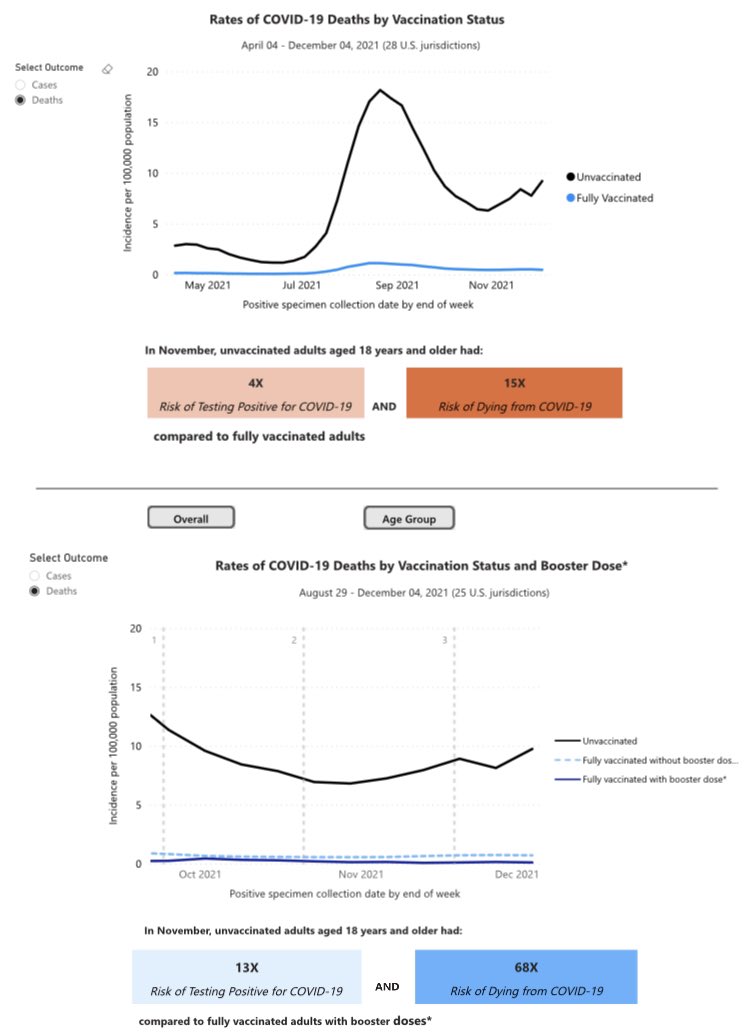 Rates of COVID-19 Deaths by Vaccination Status
April 04 - December 04, 2021 (28 U.S. jurisdictions)
Select Outcome
Cases
Deaths
Incidence per 100,000 population
20
15
10
5
0
May 2021
Jul 2021
Sep 2021
Nov 2021
Positive specimen collection date by end of week
Unvaccinated
Fully Vaccinated
In November, unvaccinated adults aged 18 years and older had:
4X
Risk of Testing Positive for COVID-19
AND
15X
Risk of Dying from COVID-19
compared to fully vaccinated adults
Overall
Age Group
Select Outcome
Cases
Deaths
Rates of COVID-19 Deaths by Vaccination Status and Booster Dose*
August 29 - December 04, 2021 (25 U.S. jurisdictions)
Incidence per 100,000 population
20
15
10
5
0
1
2
3
Oct 2021
Nov 2021
Dec 2021
Positive specimen collection date by end of week
Unvaccinated
Fully vaccinated without booster dos...
Fully vaccinated with booster dose*
In November, unvaccinated adults aged 18 years and older had:
13X
Risk of Testing Positive for COVID-19
AND
68X
Risk of Dying from COVID-19
compared to fully vaccinated adults with booster doses*